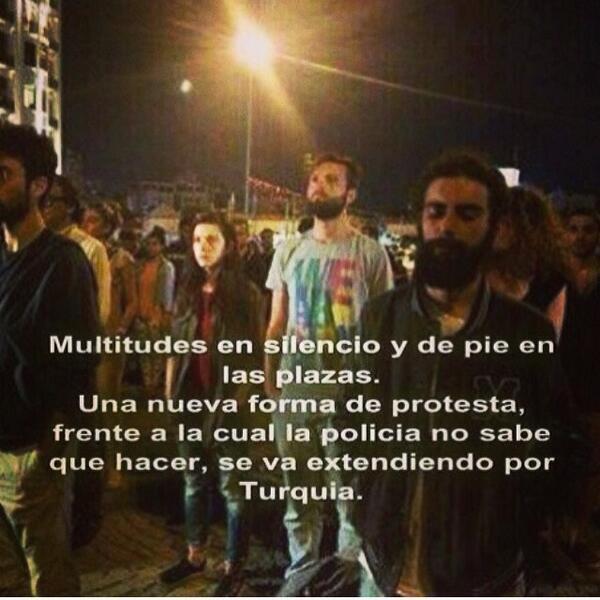 Multitudes en silencio y de pie en
las plazas.
Una nueva forma de protesta,
frente a la cual la policia no sabe
que hacer, se va extendiendo por
Turquia.